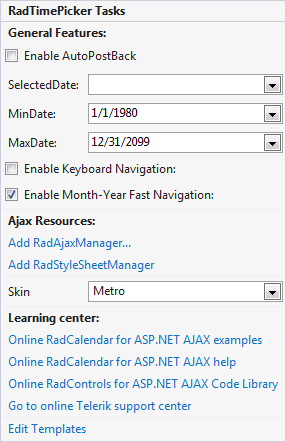 RadTimePicker Tasks
General Features:
Enable AutoPostBack
SelectedDate:
MinDate: 1/1/1980
MaxDate: 12/31/2099
Enable Keyboard Navigation:
Enable Month-Year Fast Navigation:
Ajax Resources:
Add RadAjaxManager...
Add RadStyleSheetManager
Skin Metro
Learning center:
Online RadCalendar for ASP.NET AJAX examples
Online RadCalendar for ASP.NET AJAX help
Online RadControls for ASP.NET AJAX Code Library
Go to online Telerik support center
Edit Templates